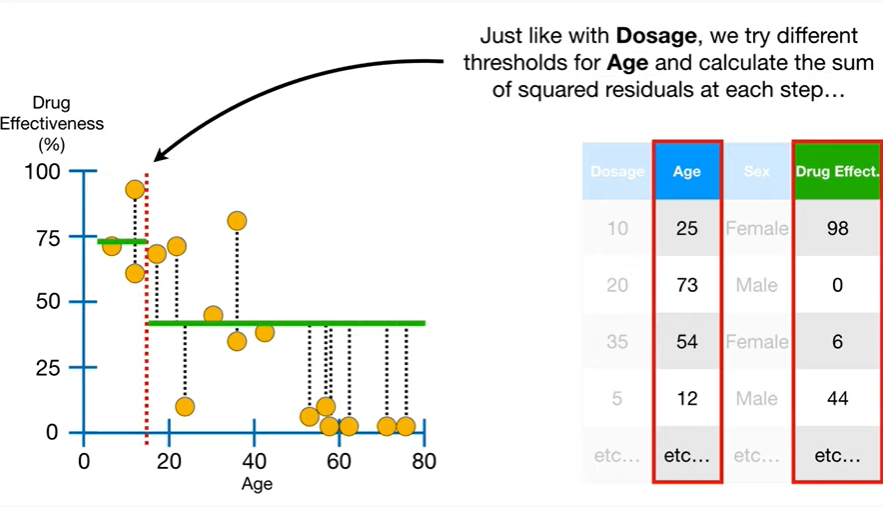 Just like with Dosage, we try different
thresholds for Age and calculate the sum
of squared residuals at each step…
Drug
Effectiveness
(%)
100
75
50
25
0
0 20 40 60 80
Age
Dosage Age Sex Drug Effect.
10 25 Female 98
20 73 Male 0
35 54 Female 6
5 12 Male 44
etc… etc… etc… etc…